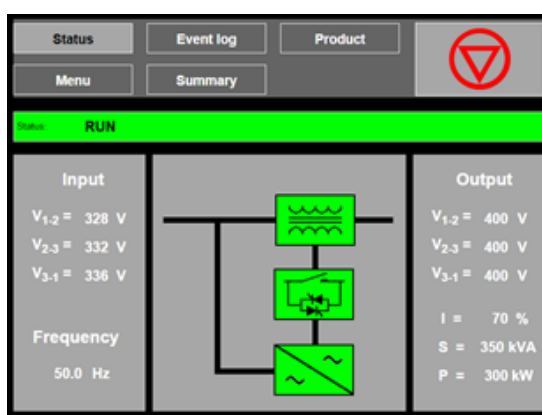 Status
Event log
Product
Menu
Summary
Status: RUN
Input
V1-2 = 328 V
V2-3 = 332 V
V3-1 = 336 V
Frequency
50.0 Hz
Output
V1-2 = 400 V
V2-3 = 400 V
V3-1 = 400 V
I = 70 %
S = 350 kVA
P = 300 kW